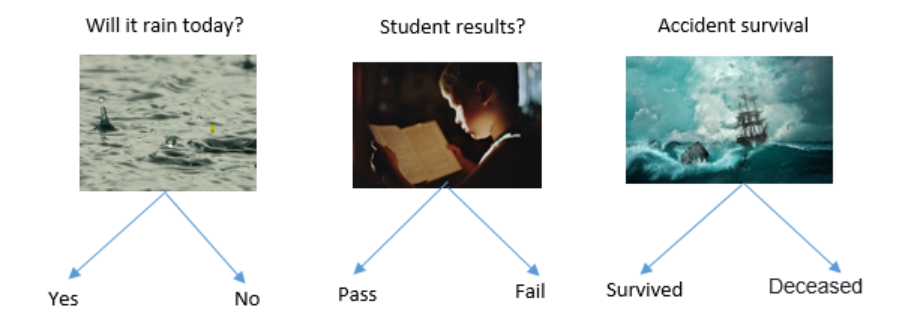 Will it rain today?
Student results?
Accident survival
Yes
No
Pass
Fail
Survived
Deceased